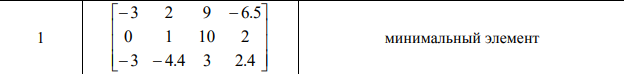 -3 2 9 -6.5
1 0 1 10 2 минимальный элемент
-3 -4.4 3 2.4